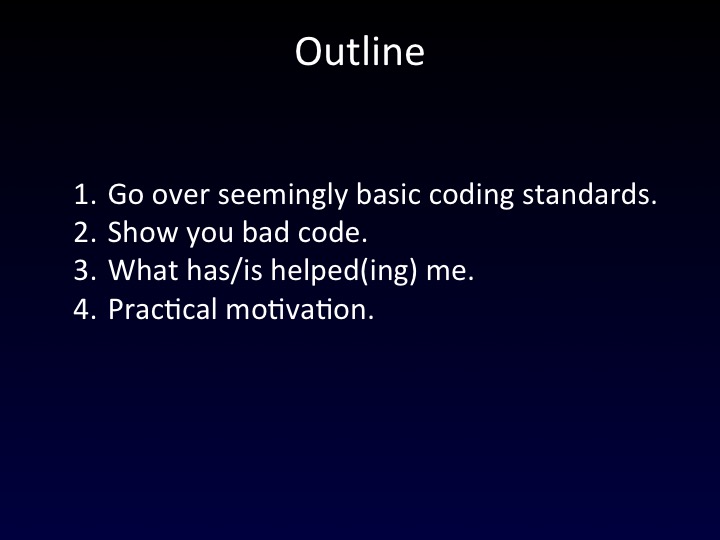 Outline
1. Go over seemingly basic coding standards.
2. Show you bad code.
3. What has/is helped(ing) me.
4. Practical motivation.